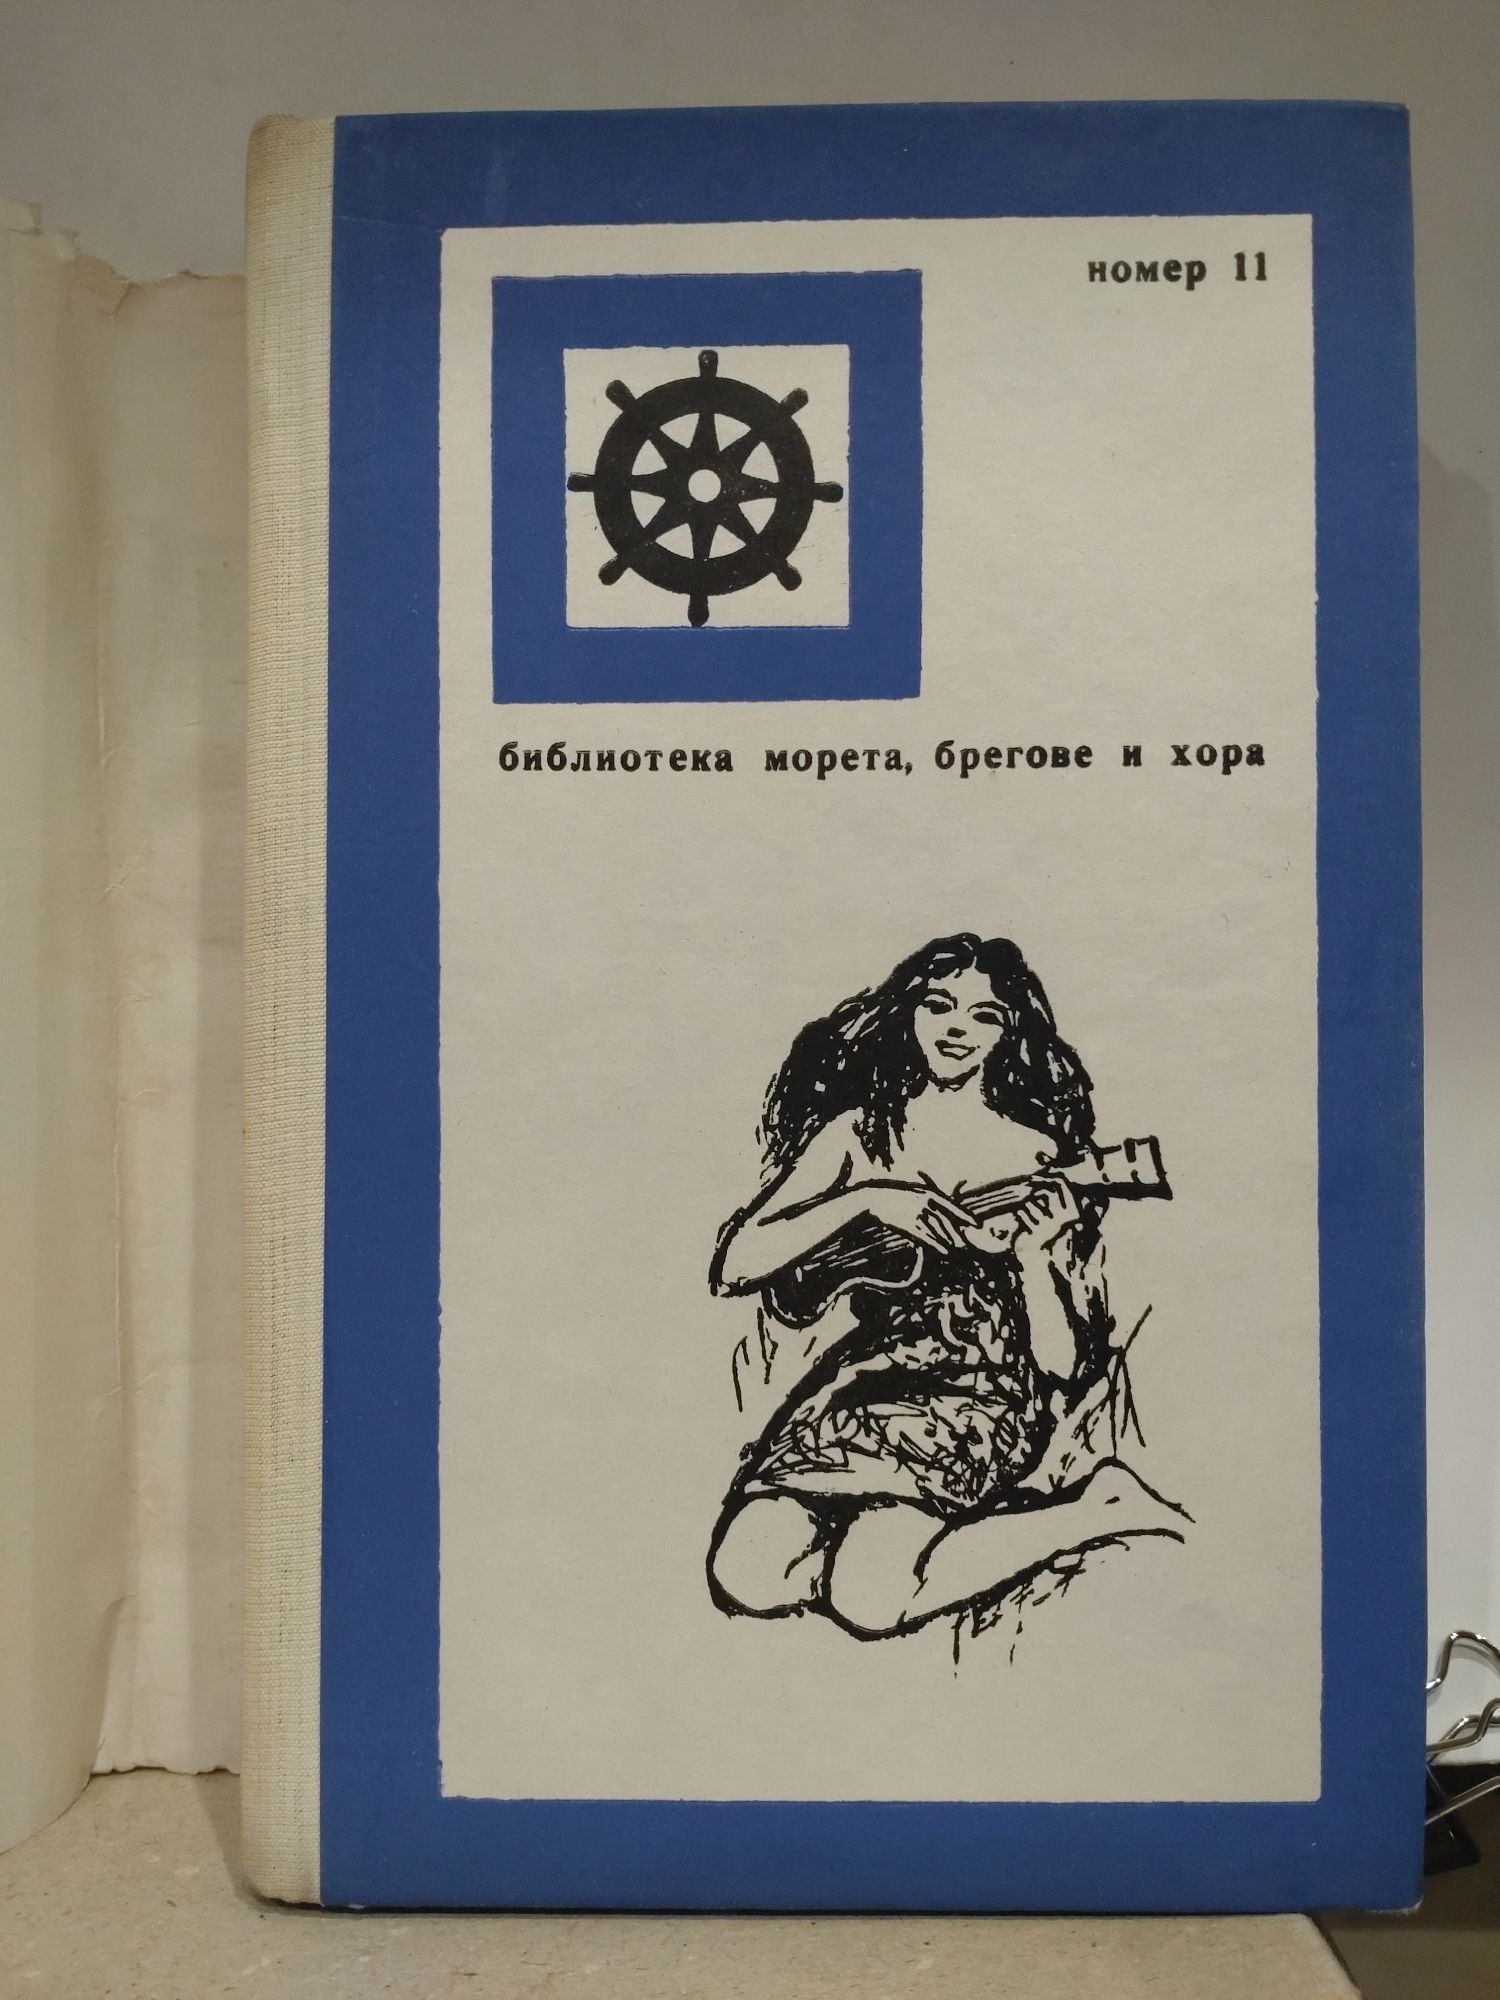 номер 11
библиотека морета, брегове и хора